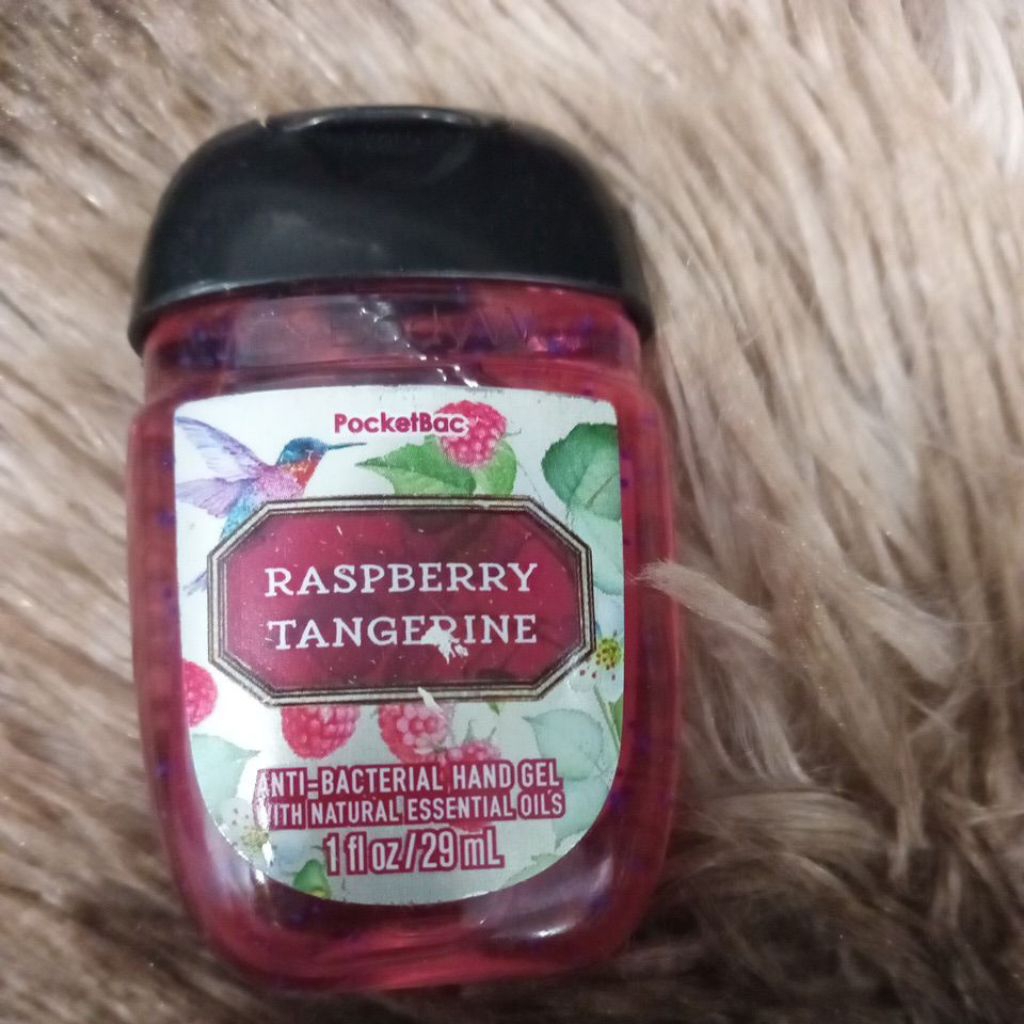 PocketBac
RASPBERRY
TANGERINE
ANTI-BACTERIAL HAND GEL
WITH NATURAL ESSENTIAL OILS
1 fl oz/29 mL